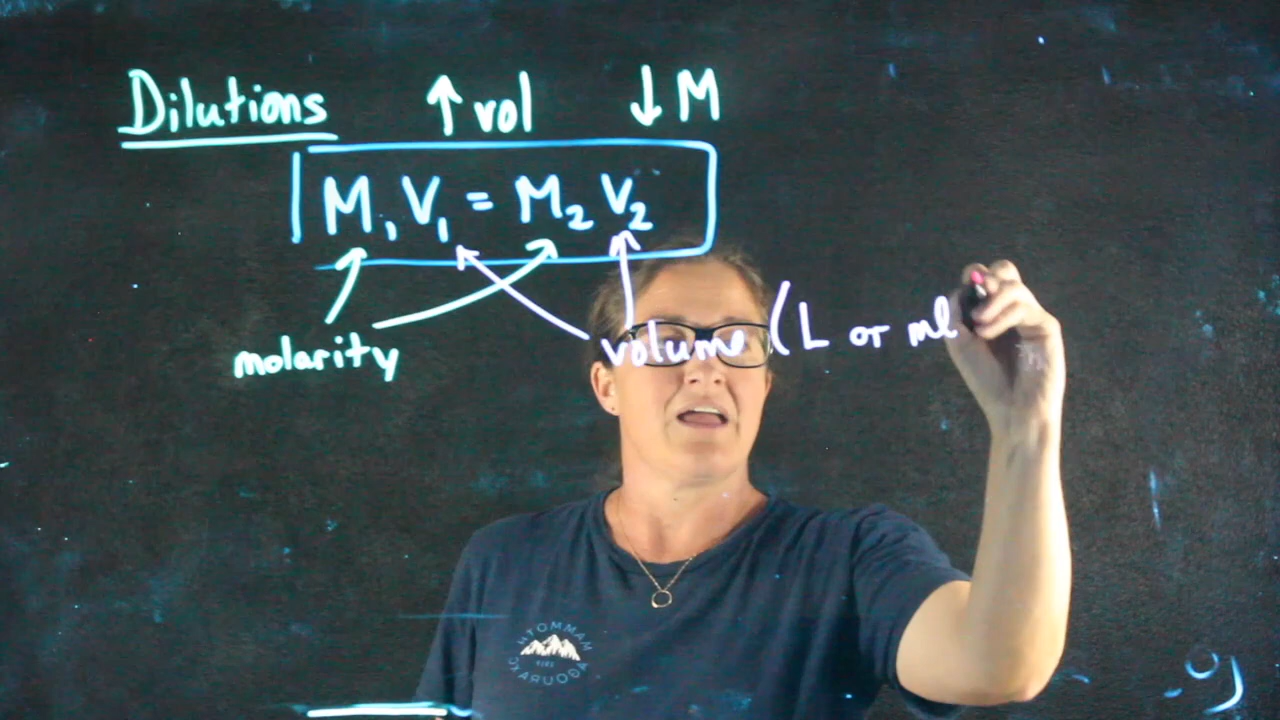 Dilutions ↑ vol ↓ M
M₁V₁ = M₂V₂
molarity volume (L or ml